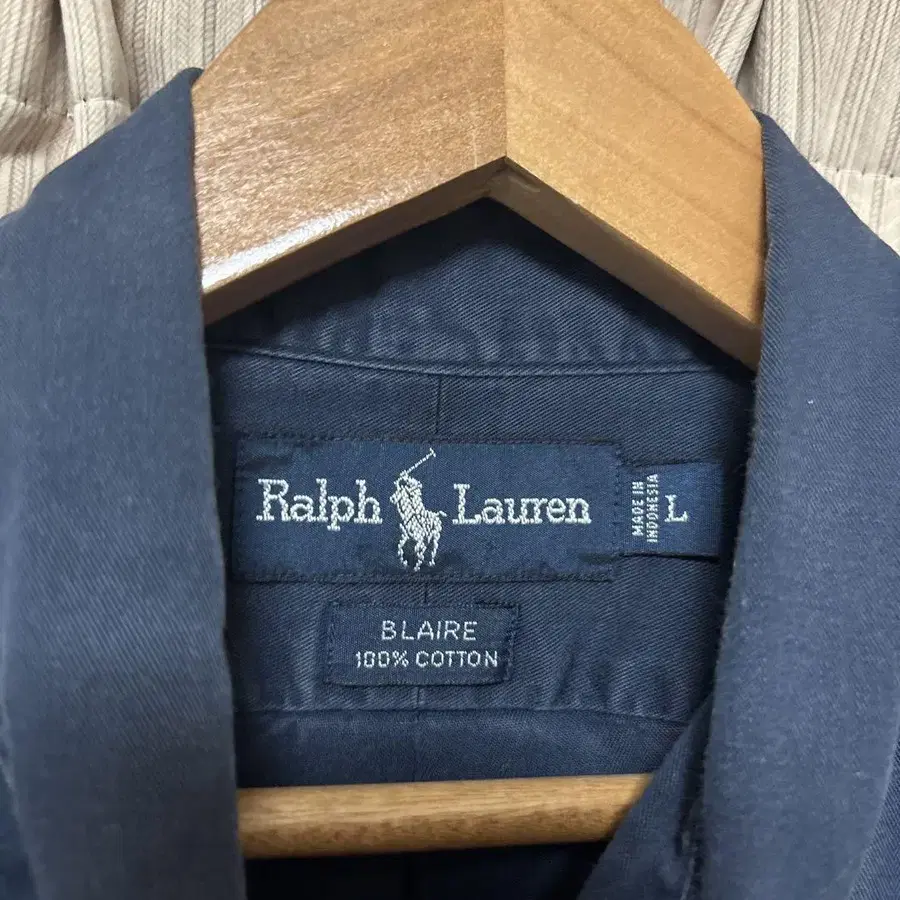 Ralph Lauren
MADE IN
INDONESIA
L
BLAIRE
100% COTTON